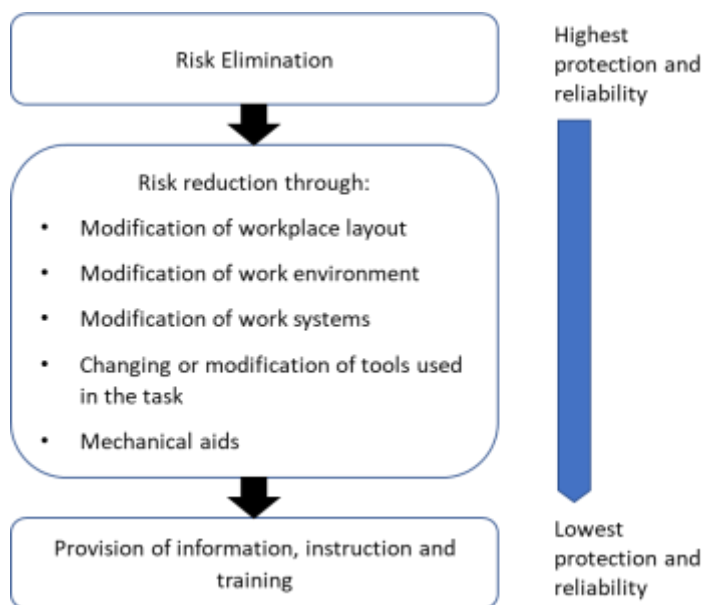 Risk Elimination
Highest
protection and
reliability
Risk reduction through:
• Modification of workplace layout
• Modification of work environment
• Modification of work systems
• Changing or modification of tools used
in the task
• Mechanical aids
Provision of information, instruction and
training
Lowest
protection and
reliability